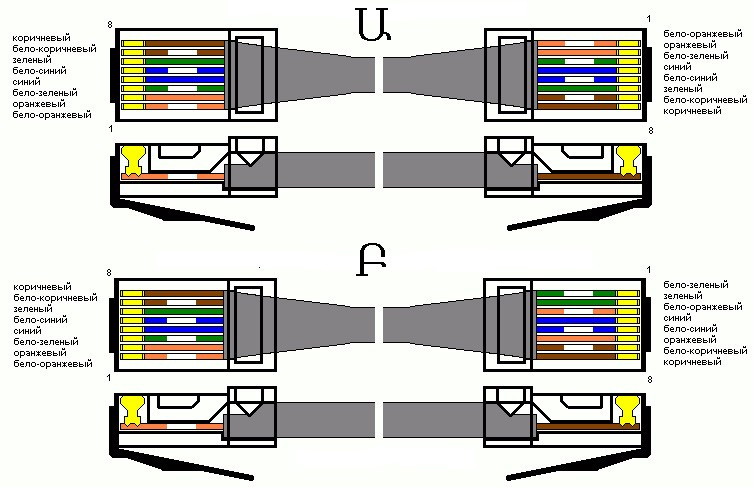 Ա
8
коричневый
бело-коричневый
зеленый
бело-синий
синий
бело-зеленый
оранжевый
бело-оранжевый
1
бело-оранжевый
оранжевый
бело-зеленый
синий
бело-синий
зеленый
бело-коричневый
коричневый
1
8
Բ
8
коричневый
бело-коричневый
зеленый
бело-синий
синий
бело-зеленый
оранжевый
бело-оранжевый
1
бело-зеленый
зеленый
бело-оранжевый
синий
бело-синий
оранжевый
бело-коричневый
коричневый
1
8